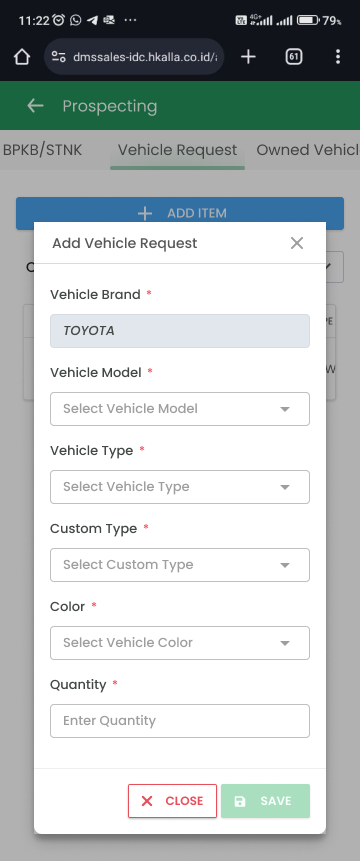 11:22
4G+
79%
dmssales-idc.hkalla.co.id/
61
Prospecting
BPKB/STNK
Vehicle Request
Owned Vehicl
ADD ITEM
Add Vehicle Request
Vehicle Brand *
TOYOTA
Vehicle Model *
Select Vehicle Model
Vehicle Type *
Select Vehicle Type
Custom Type *
Select Custom Type
Color *
Select Vehicle Color
Quantity *
Enter Quantity
CLOSE
SAVE